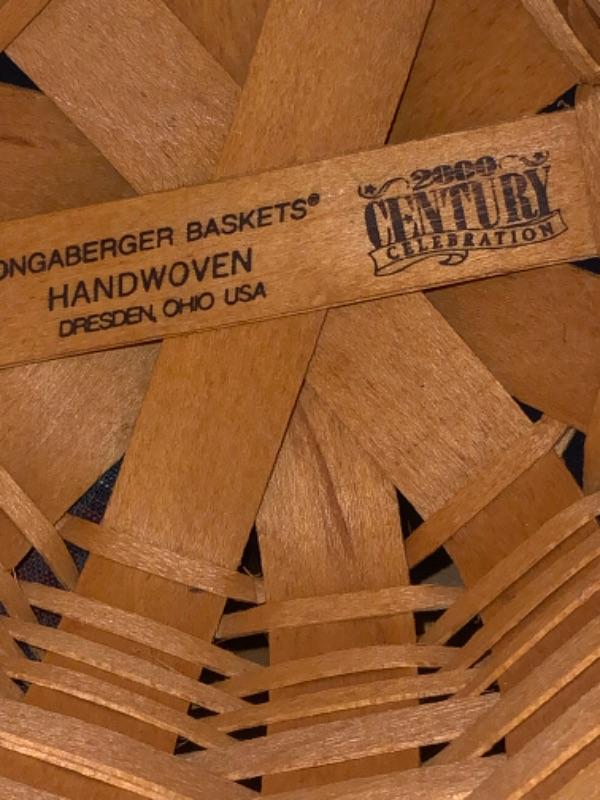 ONGABERGER BASKETS®
HANDWOVEN
DRESDEN, OHIO USA
2000
CENTURY
CELEBRATION